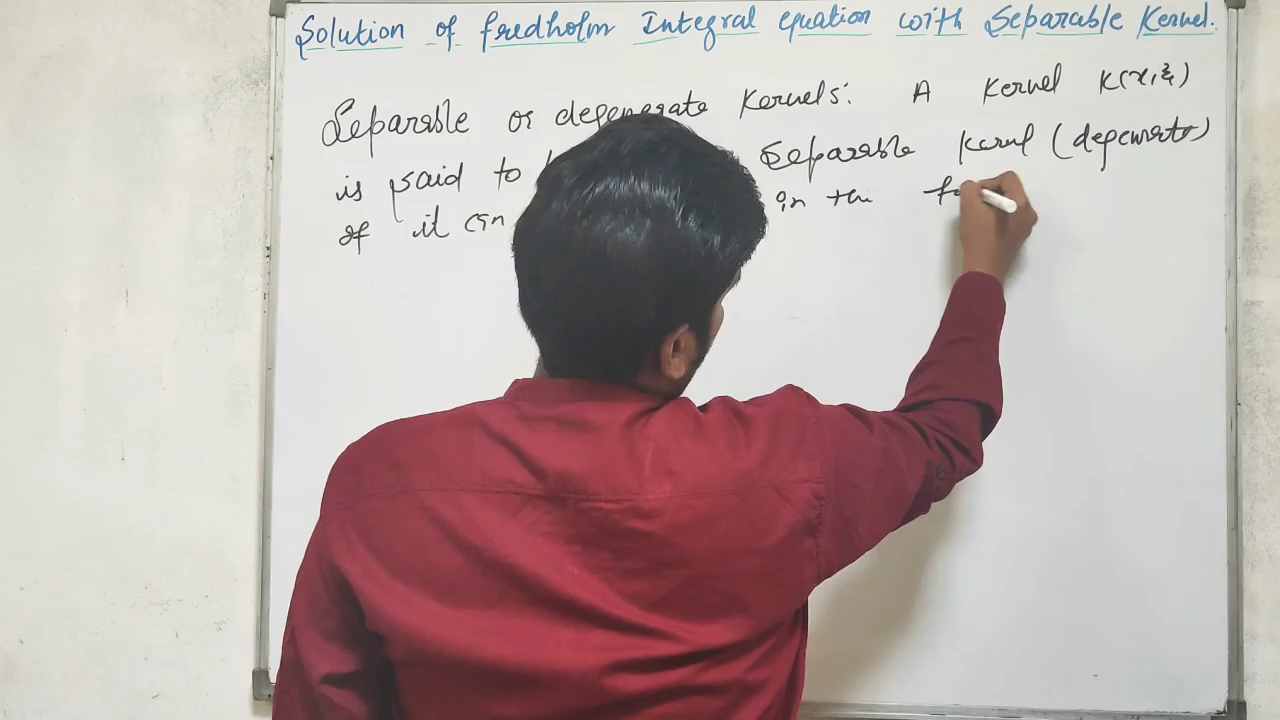 Solution of fredholm Integral equation with Separable Kernel.
Separable or degenerate Kernels: A Kernel K(x,ξ)
is said to Separable Kernel (degenerate)
If it can in the